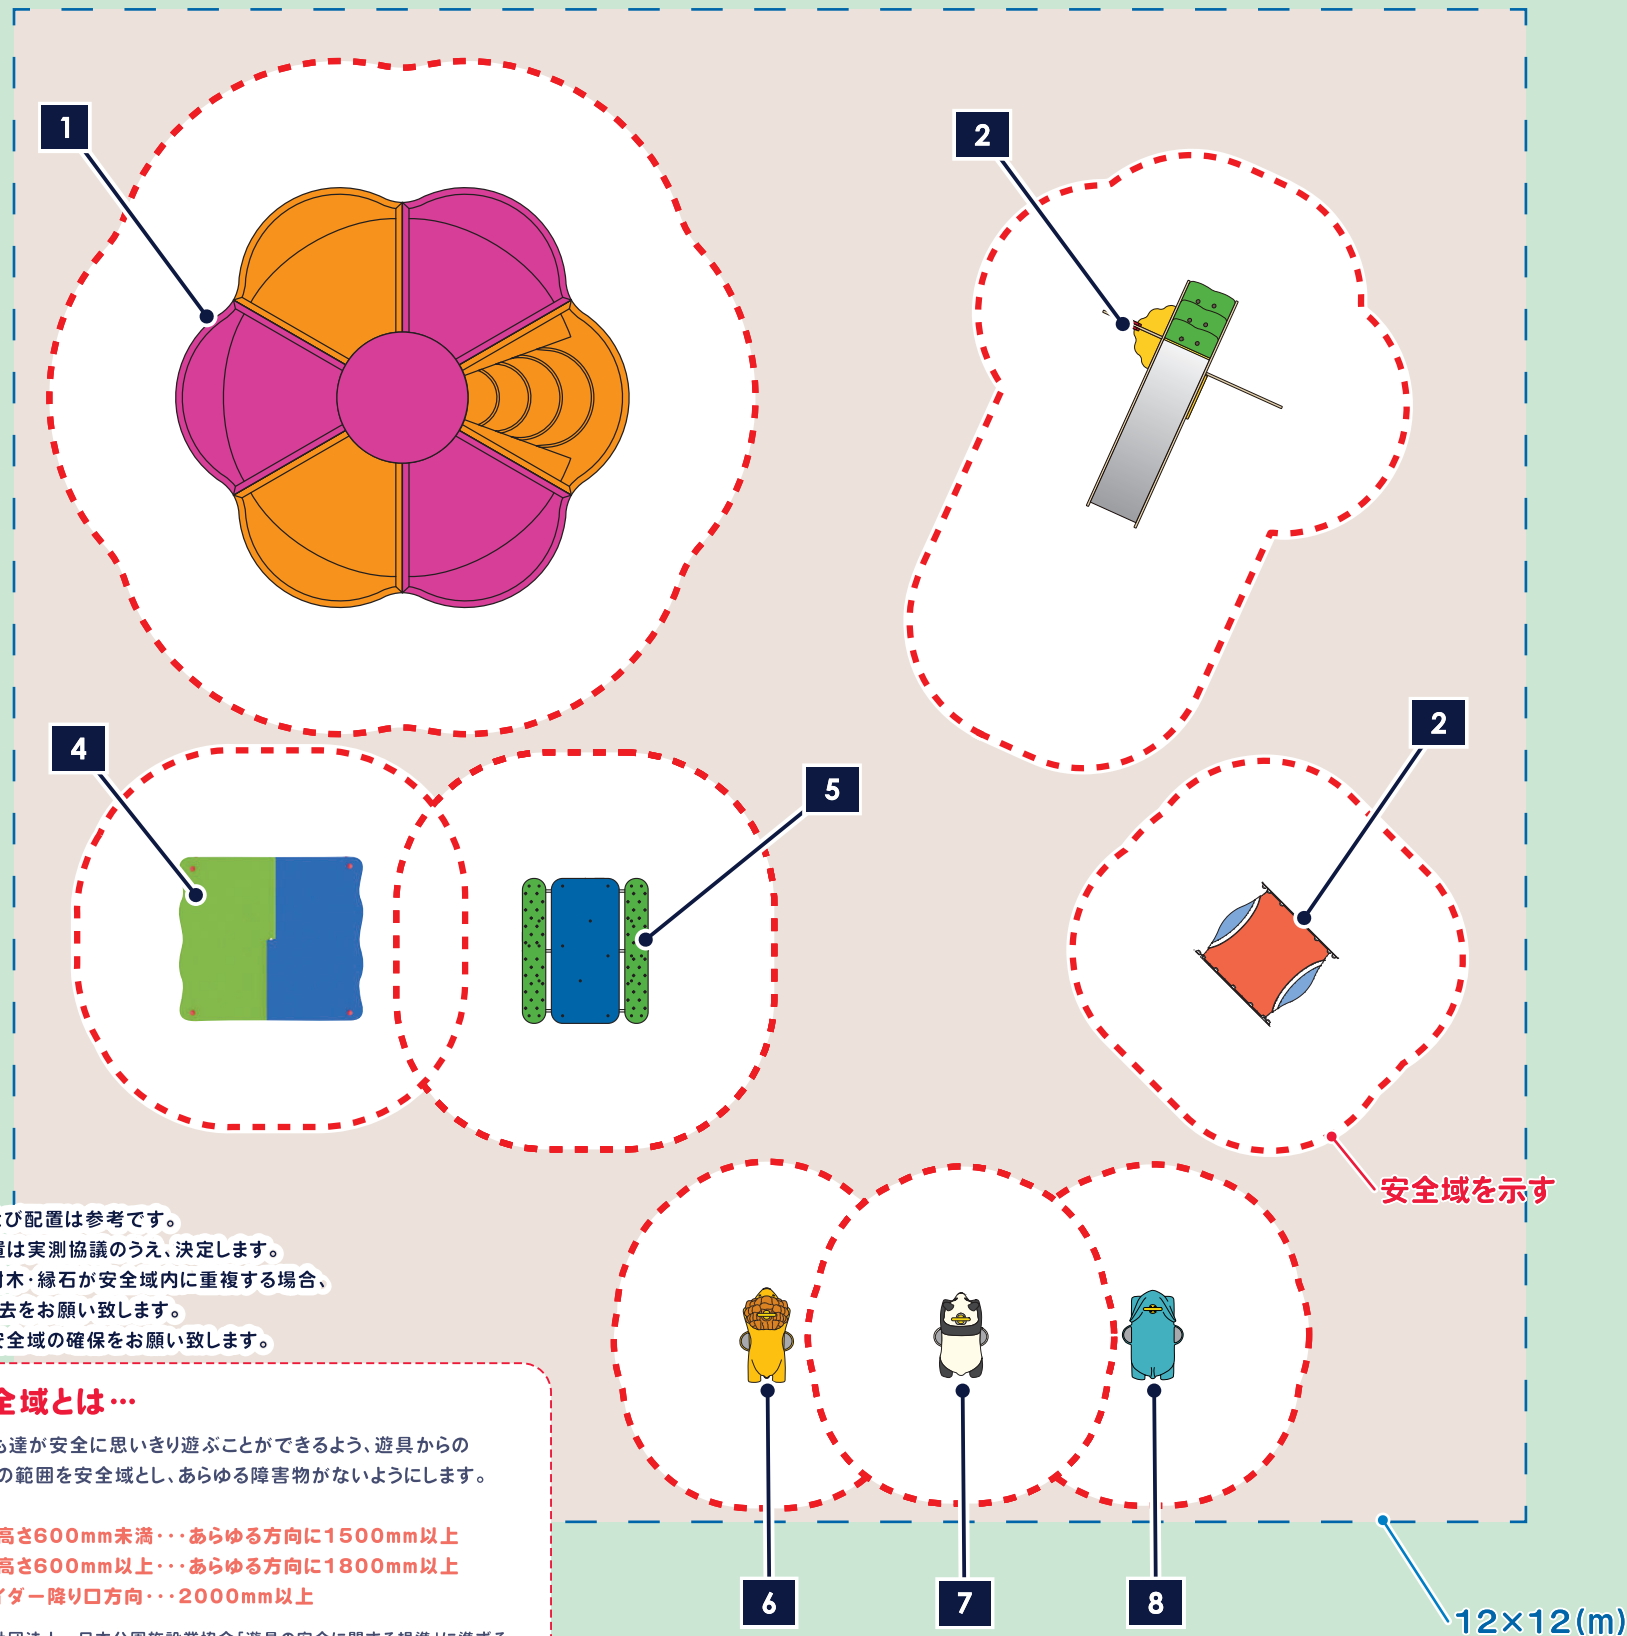 1
2
4
5
2
安全域を示す
び配置は参考です。
置は実測協議のうえ、決定します。
樹木・縁石が安全域内に重複する場合、
去をお願い致します。
安全域の確保をお願い致します。
全域とは…
も達が安全に思いきり遊ぶことができるよう、遊具からの
の範囲を安全域とし、あらゆる障害物がないようにします。
高さ600mm未満・・・あらゆる方向に1500mm以上
高さ600mm以上・・・あらゆる方向に1800mm以上
イダー降り口方向・・・2000mm以上
6
7
8
12×12(m)